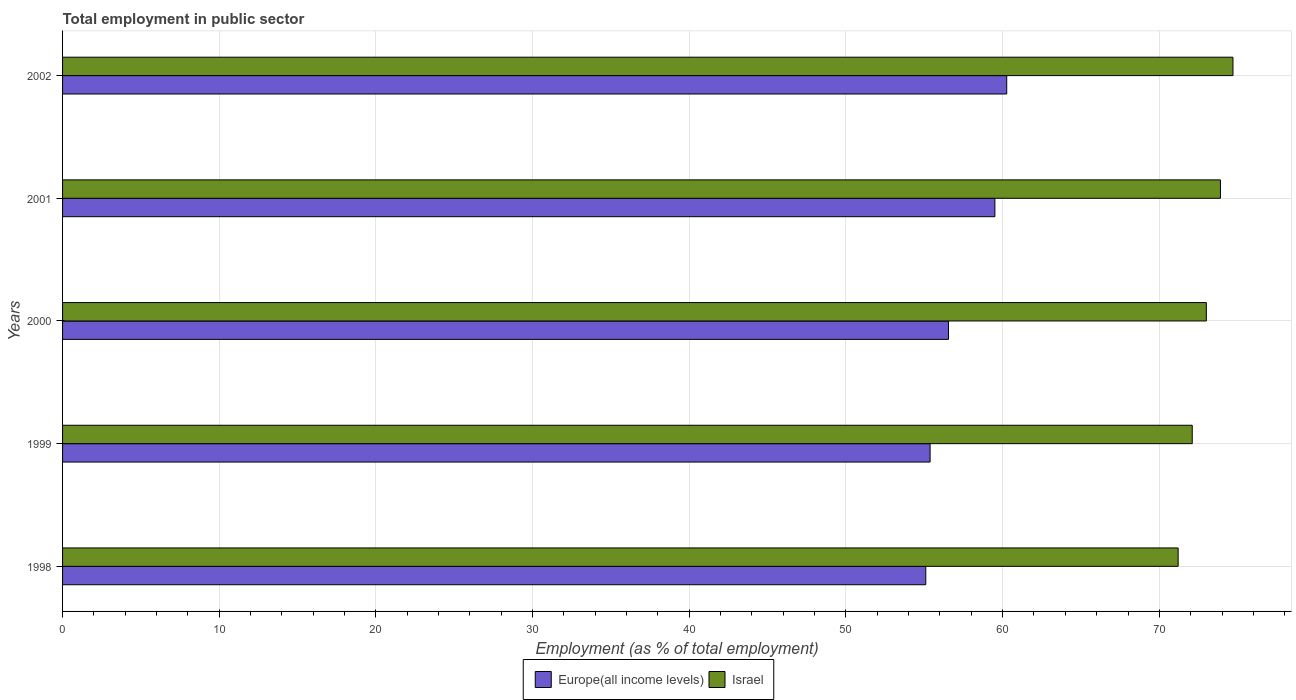 Total employment in public sector
2002
2001
2000
1999
1998
Years
0
10
20
30
40
50
60
70
Employment (as % of total employment)
Europe(all income levels)
Israel